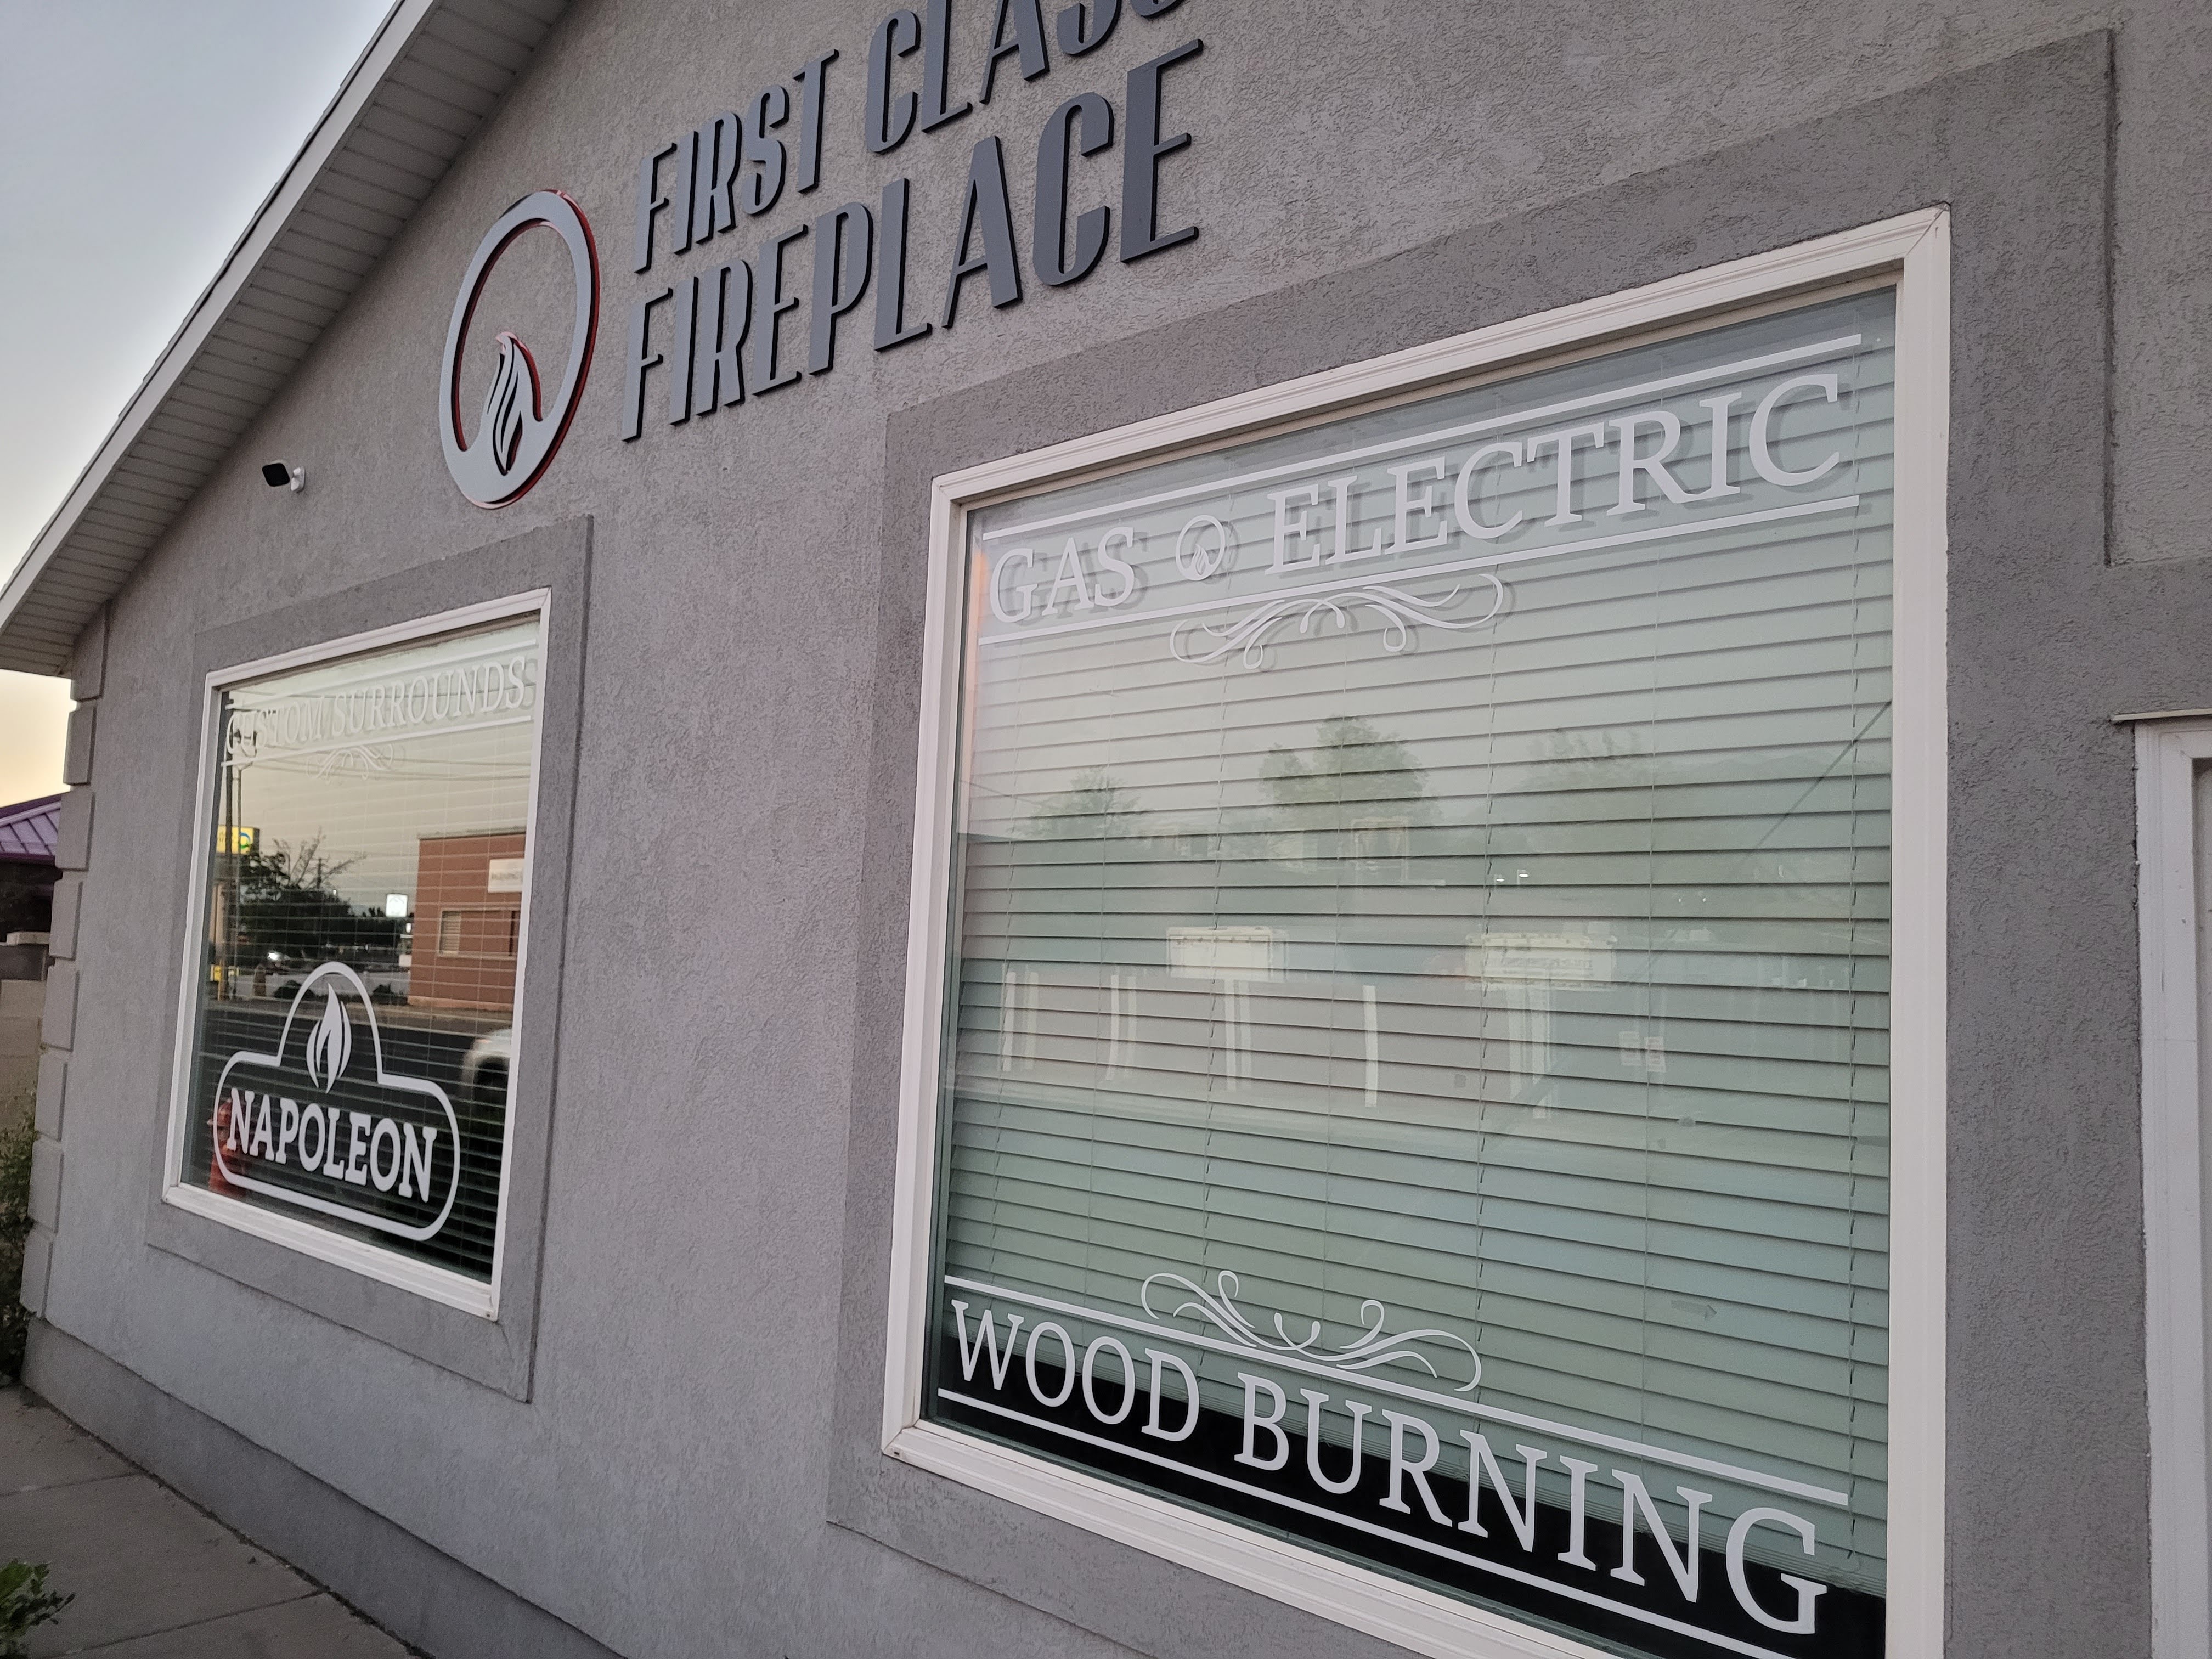 FIRST CLASS
FIREPLACE
GAS ELECTRIC
CUSTOM SURROUNDS
NAPOLEON
WOOD BURNING